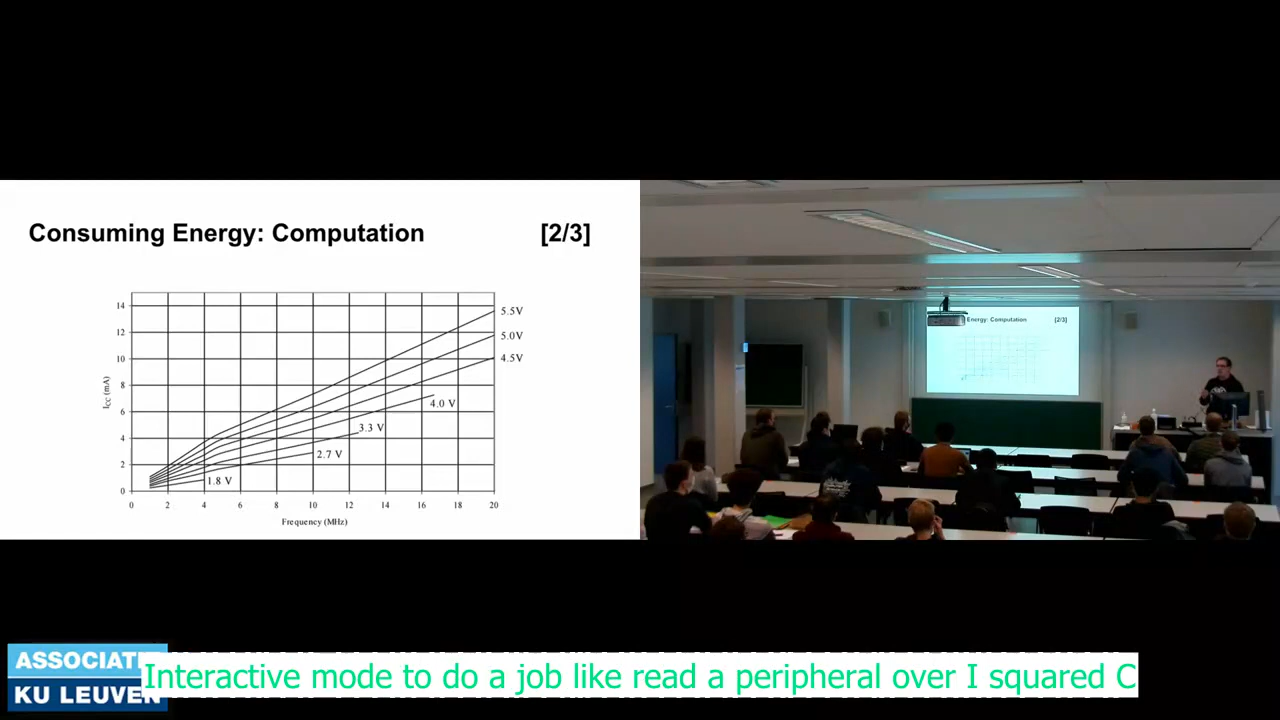 Consuming Energy: Computation [2/3]
14
12
10
8
6
4
2
0
I_CC (mA)
5.5V
5.0V
4.5V
4.0 V
3.3 V
2.7 V
1.8 V
0 2 4 6 8 10 12 14 16 18 20
Frequency (MHz)
Energy: Computation [2/3]
ASSOCIAT
KU LEUVEN
Interactive mode to do a job like read a peripheral over I squared C